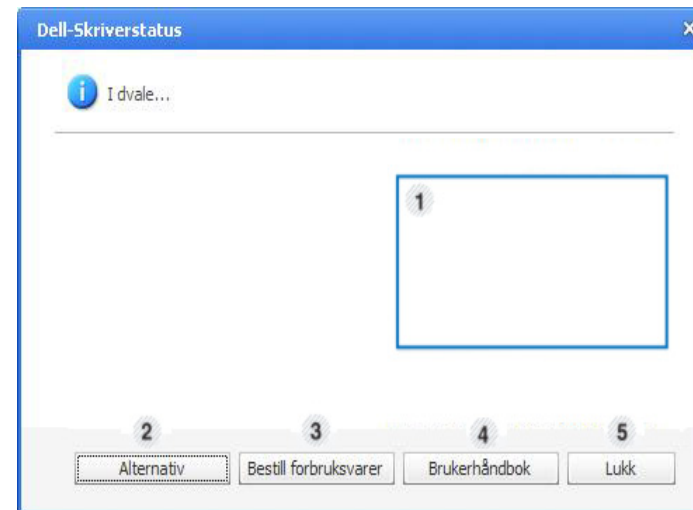 Dell-Skriverstatus
I dvale...
1
2 3 4 5
Alternativ Bestill forbruksvarer Brukerhåndbok Lukk